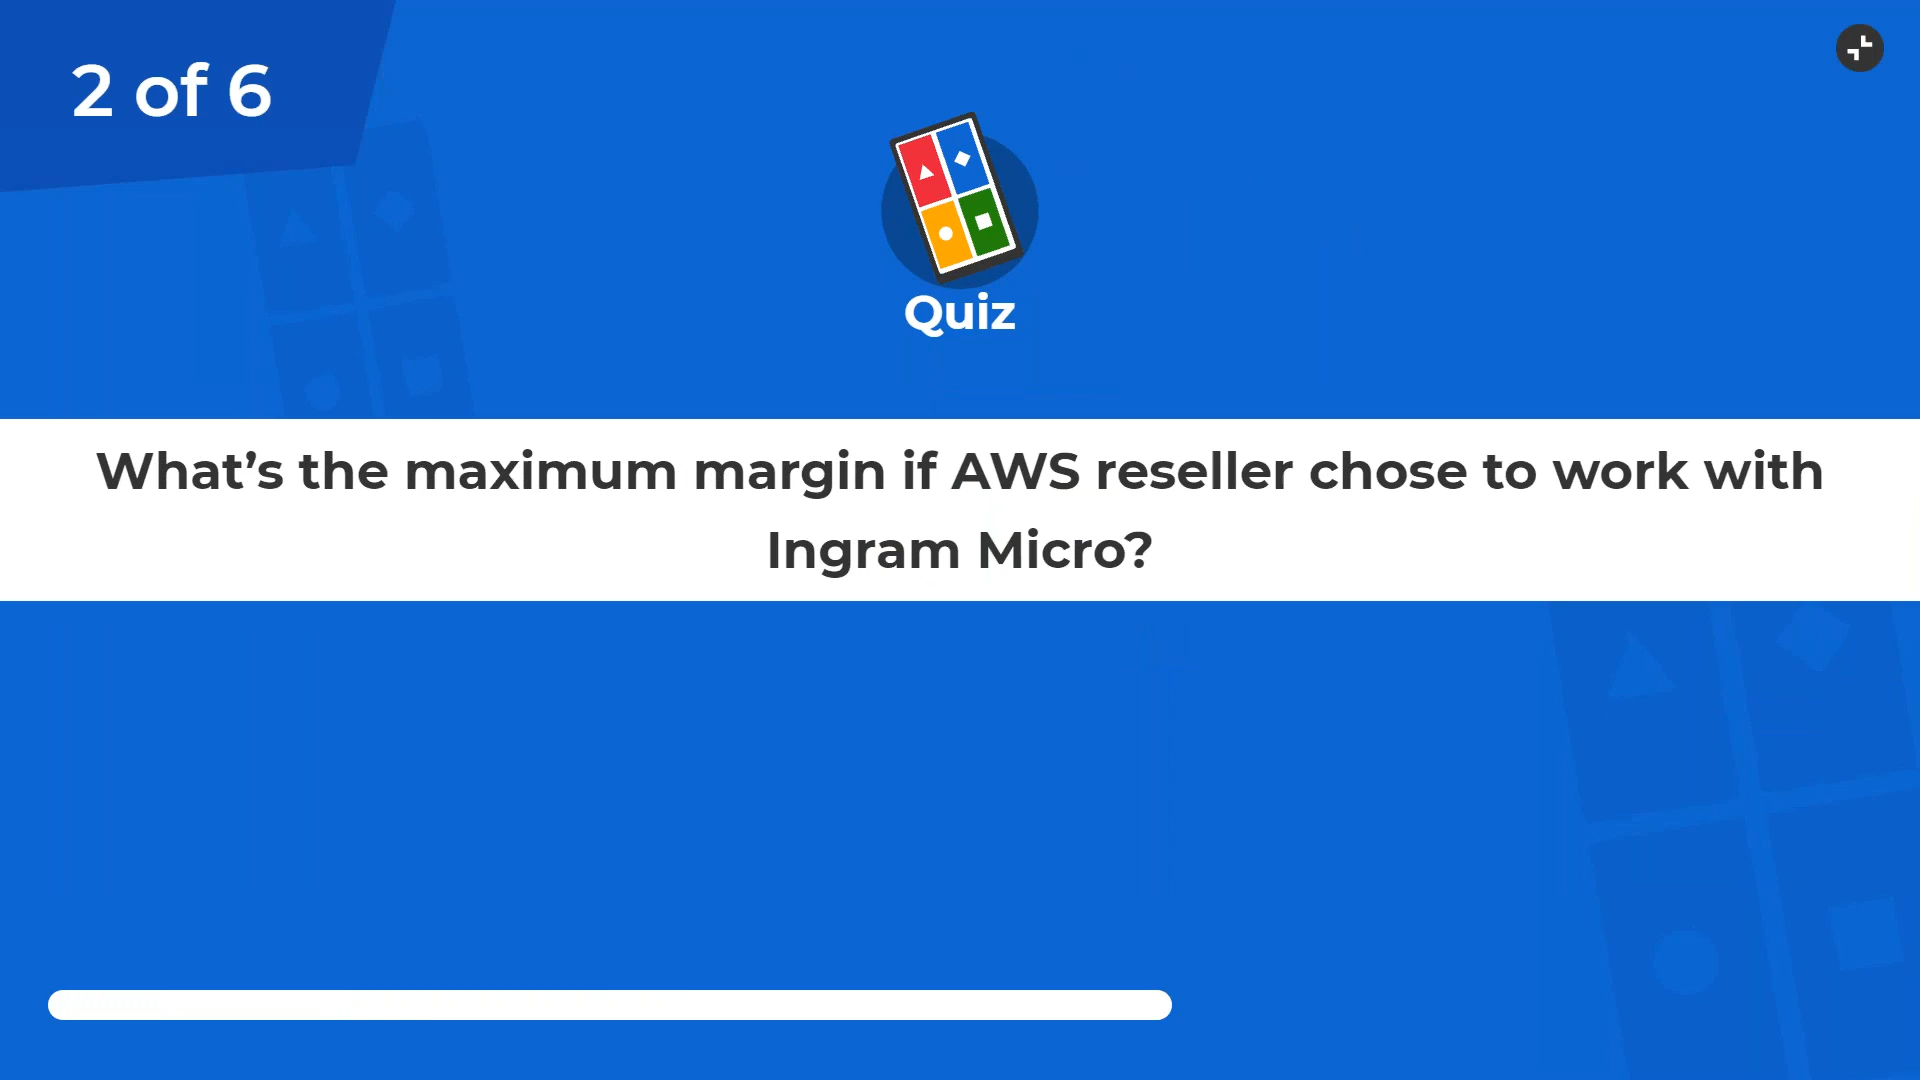 2 of 6
Quiz
What’s the maximum margin if AWS reseller chose to work with
Ingram Micro?